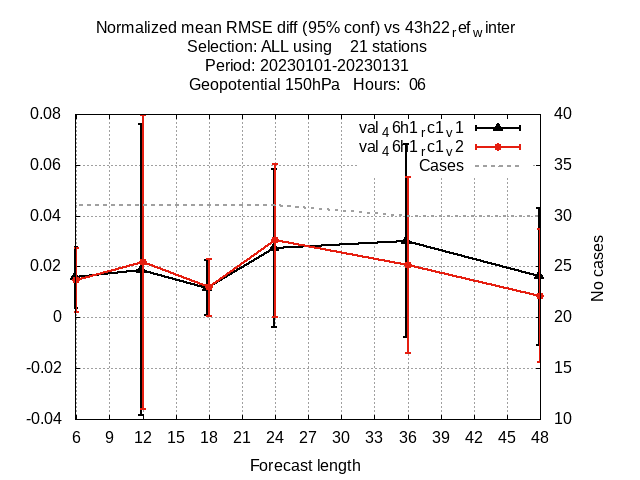 Normalized mean RMSE diff (95% conf) vs 43h22refwinter
Selection: ALL using    21 stations
Period: 20230101-20230131
Geopotential 150hPa   Hours:  06
0.08
0.06
0.04
0.02
0
-0.02
-0.04
val46h1rc1v1
val46h1rc1v2
Cases
40
35
30
25
20
15
10
No cases
6 9 12 15 18 21 24 27 30 33 36 39 42 45 48
Forecast length